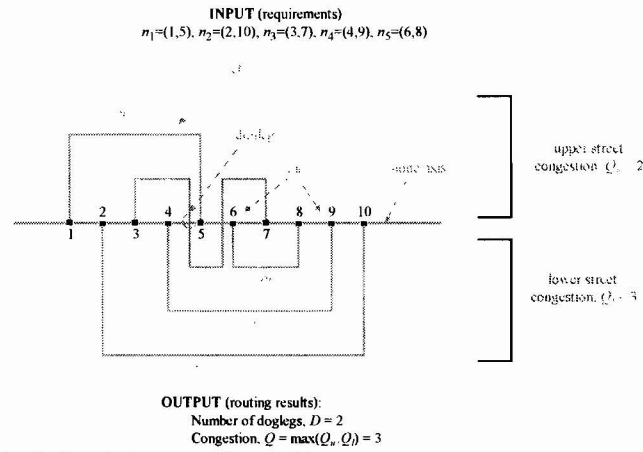 INPUT (requirements)
n₁=(1,5), n₂=(2,10), n₃=(3,7), n₄=(4,9), n₅=(6,8)
dogleg
node axis
upper street
congestion, Qᵤ = 2
1 2 3 4 5 6 7 8 9 10
lower street
congestion, Qₗ = 3
OUTPUT (routing results):
Number of doglegs, D = 2
Congestion, Q = max(Qᵤ, Qₗ) = 3